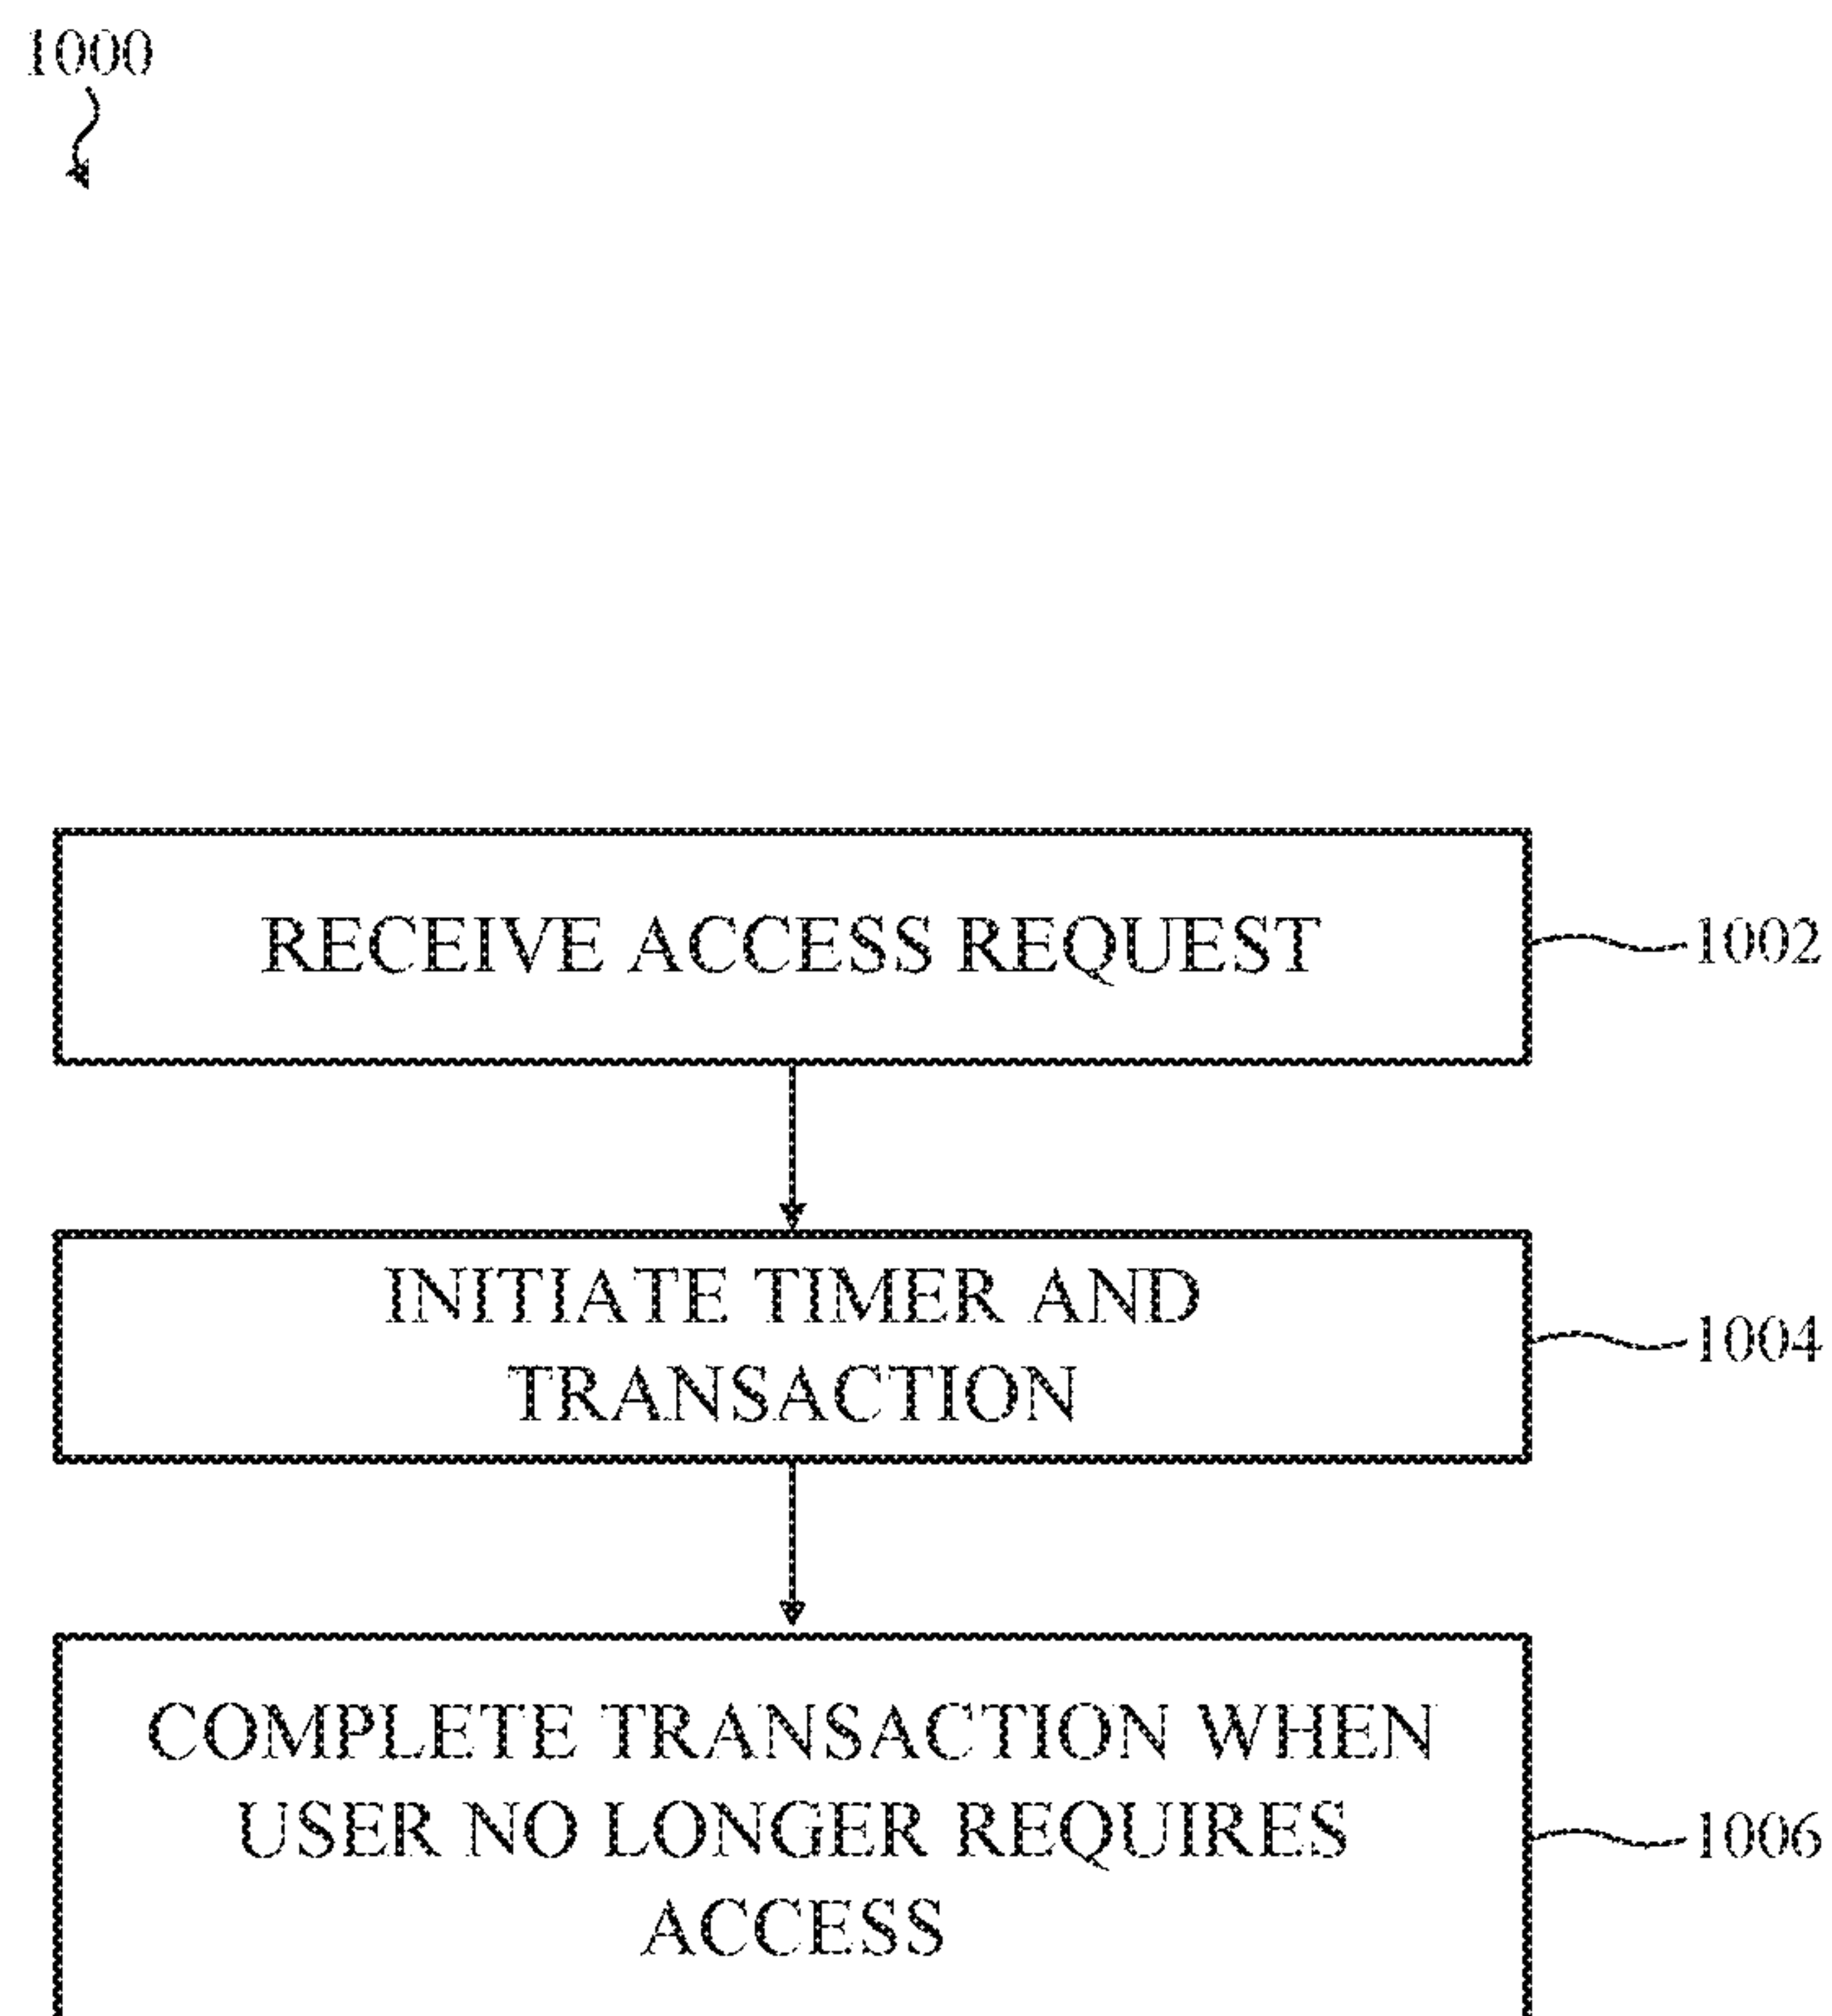 1000
RECEIVE ACCESS REQUEST
1002
INITIATE TIMER AND
TRANSACTION
1004
COMPLETE TRANSACTION WHEN
USER NO LONGER REQUIRES
ACCESS
1006